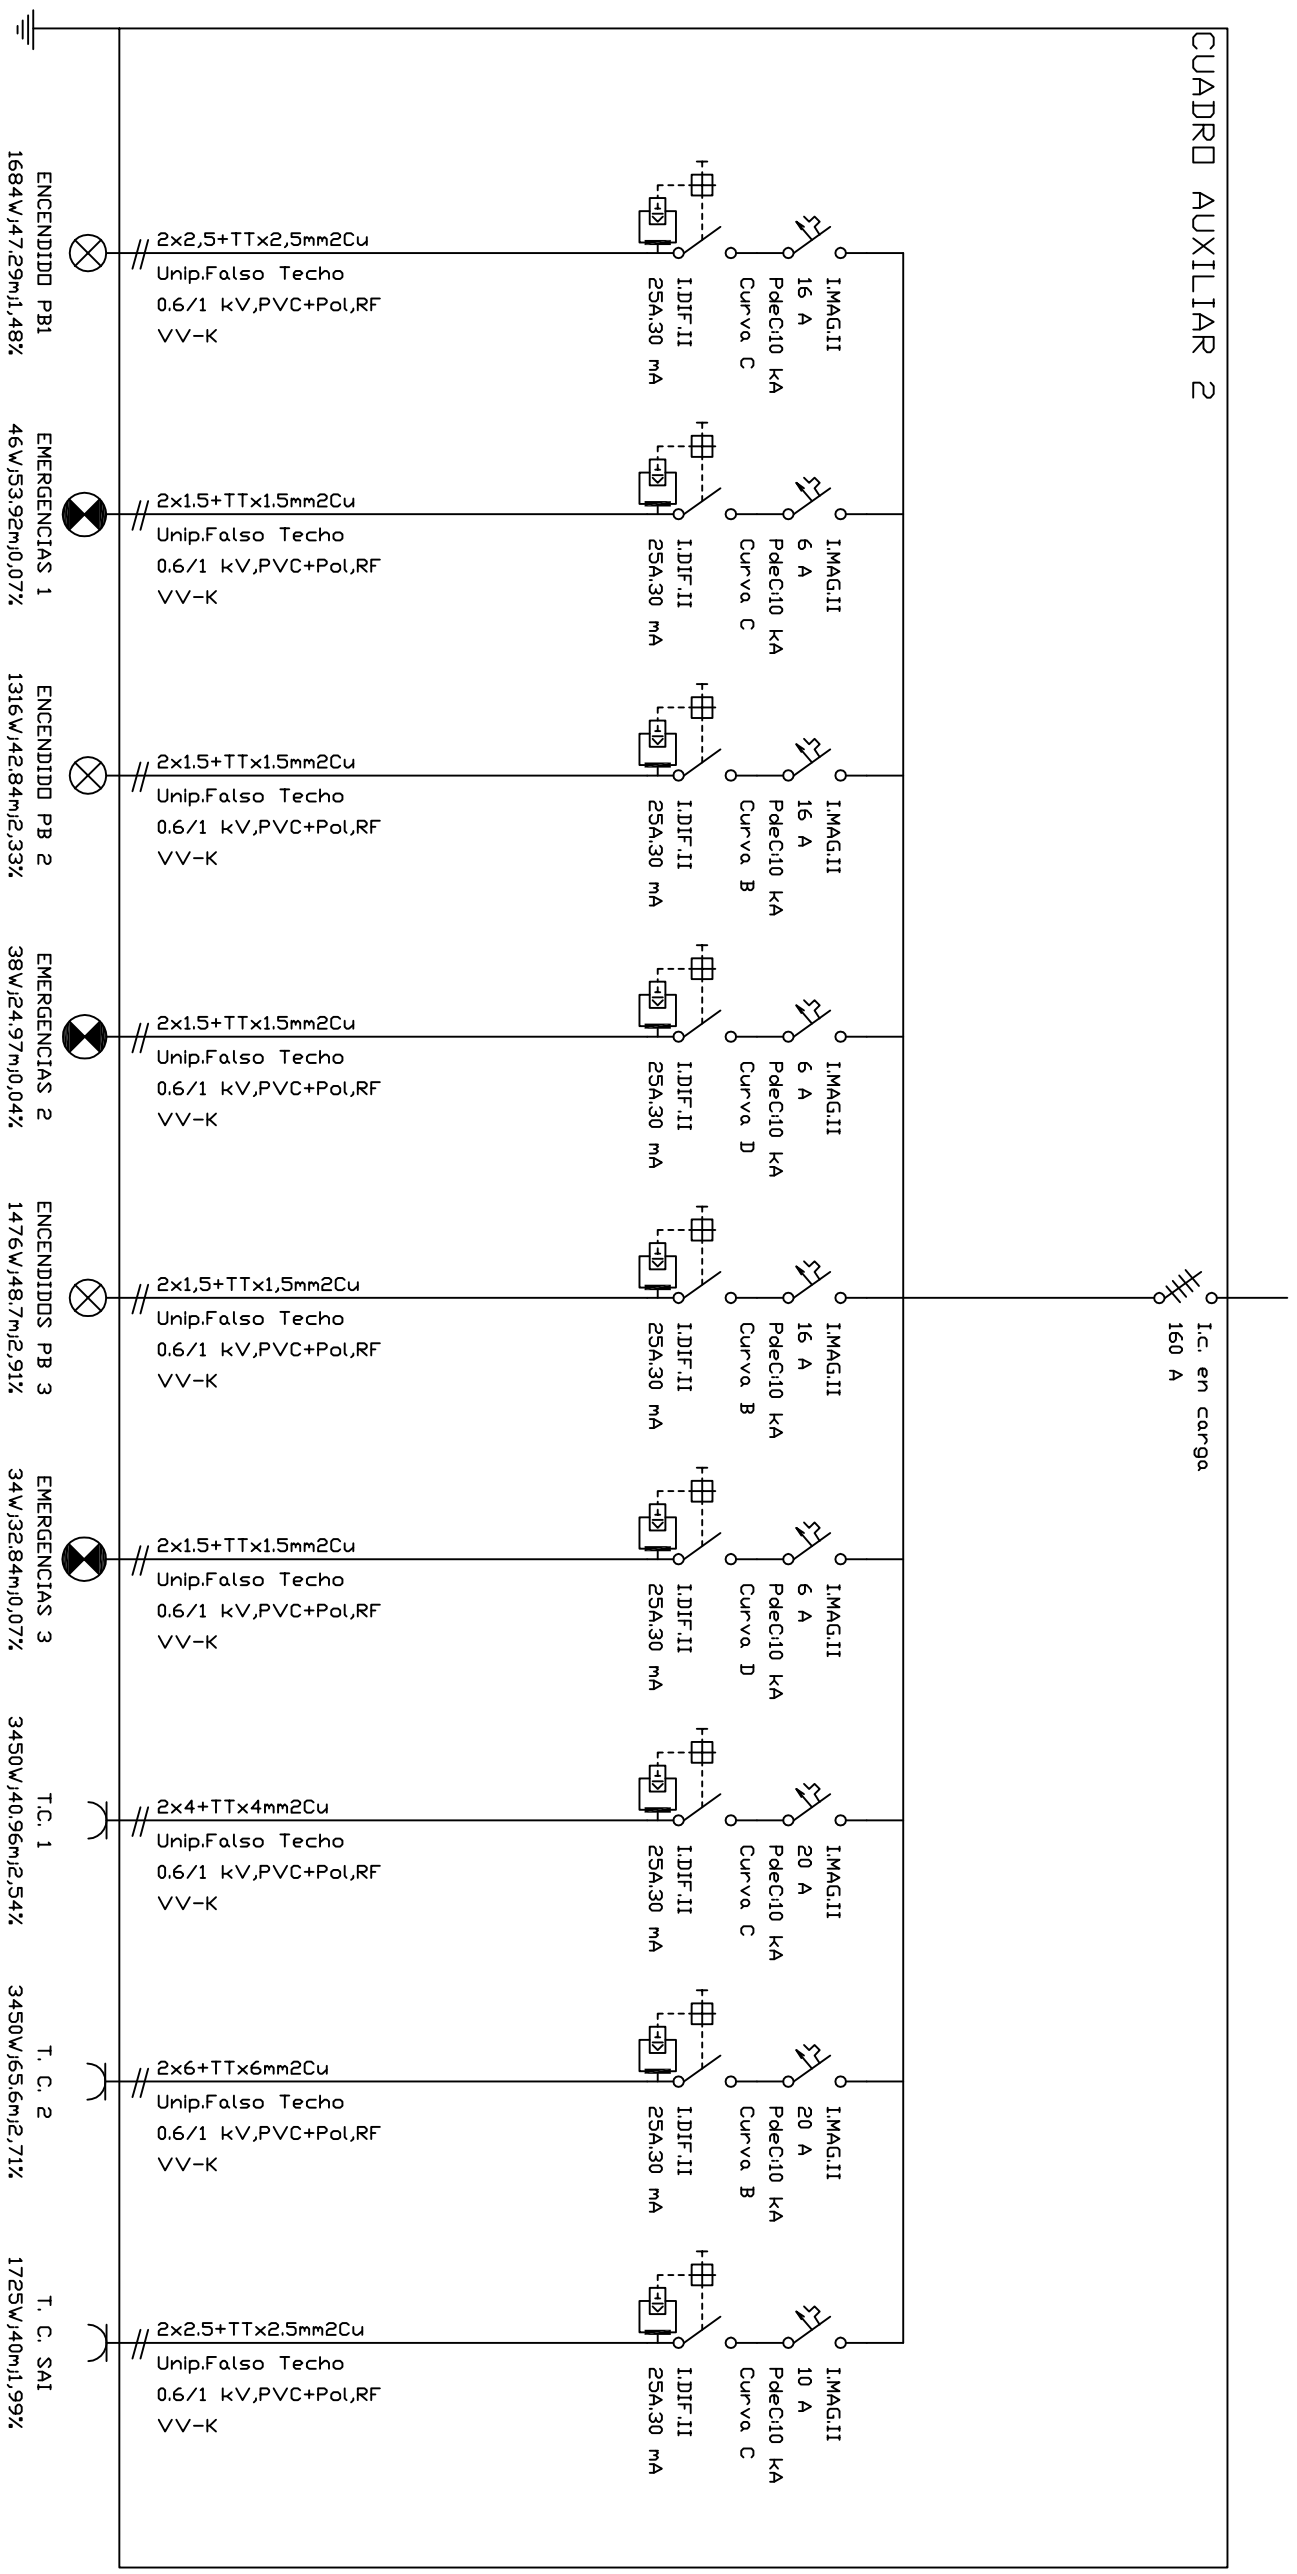 CUADRO AUXILIAR 2
I.c. en carga
160 A
I.MAG.II
16 A
PdeC:10 kA
Curva C
I.DIF.II
25A.30 mA
2x2,5+TTx2,5mm2Cu
Unip.Falso Techo
0.6/1 kV,PVC+Pol,RF
VV-K
ENCENDIDO PB1
1684W;47.29m;1,48%
I.MAG.II
6 A
PdeC:10 kA
Curva C
I.DIF.II
25A.30 mA
2x1.5+TTx1.5mm2Cu
Unip.Falso Techo
0.6/1 kV,PVC+Pol,RF
VV-K
EMERGENCIAS 1
46W;53.92m;0,07%
I.MAG.II
16 A
PdeC:10 kA
Curva B
I.DIF.II
25A.30 mA
2x1.5+TTx1.5mm2Cu
Unip.Falso Techo
0.6/1 kV,PVC+Pol,RF
VV-K
ENCENDIDO PB 2
1316W;42.84m;2,33%
I.MAG.II
6 A
PdeC:10 kA
Curva D
I.DIF.II
25A.30 mA
2x1.5+TTx1.5mm2Cu
Unip.Falso Techo
0.6/1 kV,PVC+Pol,RF
VV-K
EMERGENCIAS 2
38W;24.97m;0,04%
I.MAG.II
16 A
PdeC:10 kA
Curva B
I.DIF.II
25A.30 mA
2x1,5+TTx1,5mm2Cu
Unip.Falso Techo
0.6/1 kV,PVC+Pol,RF
VV-K
ENCENDIDOS PB 3
1476W;48.7m;2,91%
I.MAG.II
6 A
PdeC:10 kA
Curva D
I.DIF.II
25A.30 mA
2x1.5+TTx1.5mm2Cu
Unip.Falso Techo
0.6/1 kV,PVC+Pol,RF
VV-K
EMERGENCIAS 3
34W;32.84m;0,07%
I.MAG.II
20 A
PdeC:10 kA
Curva C
I.DIF.II
25A.30 mA
2x4+TTx4mm2Cu
Unip.Falso Techo
0.6/1 kV,PVC+Pol,RF
VV-K
T.C. 1
3450W;40.96m;2,54%
I.MAG.II
20 A
PdeC:10 kA
Curva B
I.DIF.II
25A.30 mA
2x6+TTx6mm2Cu
Unip.Falso Techo
0.6/1 kV,PVC+Pol,RF
VV-K
T. C. 2
3450W;65.6m;2,71%
I.MAG.II
10 A
PdeC:10 kA
Curva C
I.DIF.II
25A.30 mA
2x2.5+TTx2.5mm2Cu
Unip.Falso Techo
0.6/1 kV,PVC+Pol,RF
VV-K
T. C. SAI
1725W;40m;1,99%